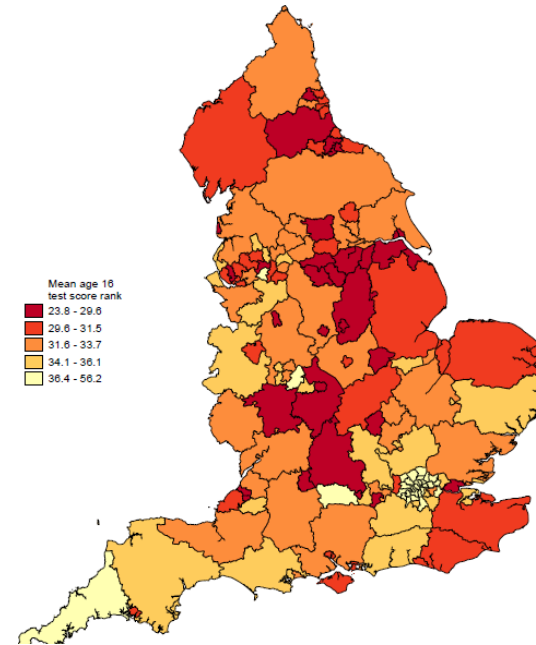 Mean age 16
test score rank
23.8 - 29.6
29.6 - 31.5
31.6 - 33.7
34.1 - 36.1
36.4 - 56.2